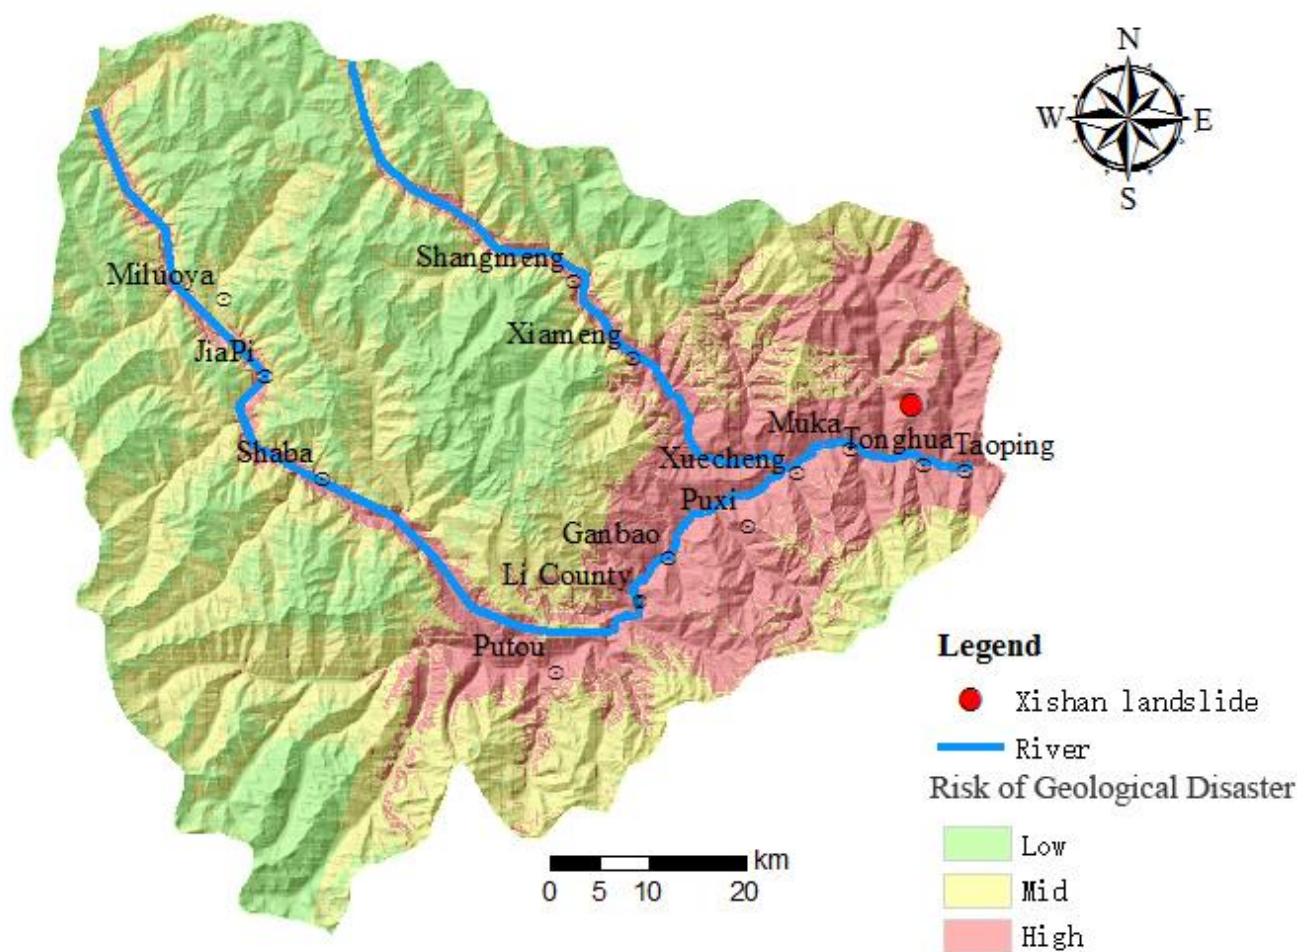 N
W E
S
Shangmeng
Miluoya
Xiameng
JiaPi
Muka
Tonghua
Taoping
Shaba
Xuecheng
Puxi
Ganbao
Li County
Putou
Legend
Xishan landslide
River
Risk of Geological Disaster
Low
Mid
High
km
0 5 10 20